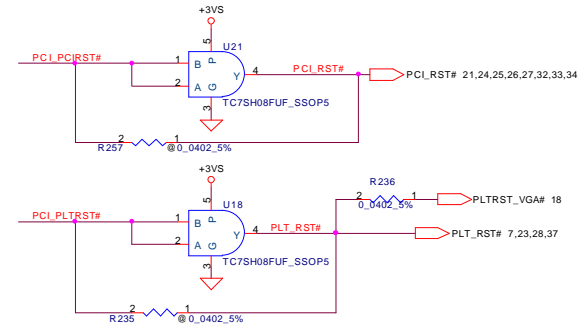 +3VS
U21
5
PCI_PCIRST#
1
B
P
Y
4
PCI_RST#
PCI_RST# 21,24,25,26,27,32,33,34
2
A
G
3
TC7SH08FUF_SSOP5
2
1
R257
@0_0402_5%
+3VS
R236
U18
5
2
1
PLTRST_VGA# 18
0_0402_5%
PCI_PLTRST#
1
B
P
Y
4
PLT_RST#
PLT_RST# 7,23,28,37
2
A
G
3
TC7SH08FUF_SSOP5
2
1
R235
@0_0402_5%